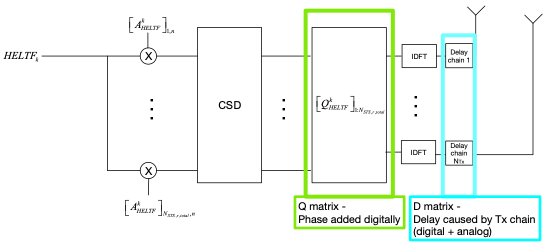 [A^k_HELTF]_1,n
HELTF_k
X
CSD
[Q^k_HELTF]_1:N_STS,r,total
IDFT
Delay
chain 1
IDFT
Delay
chain
N_Tx
X
[A^k_HELTF]_N_STS,r,total,n
Q matrix -
Phase added digitally
D matrix -
Delay caused by Tx chain
(digital + analog)